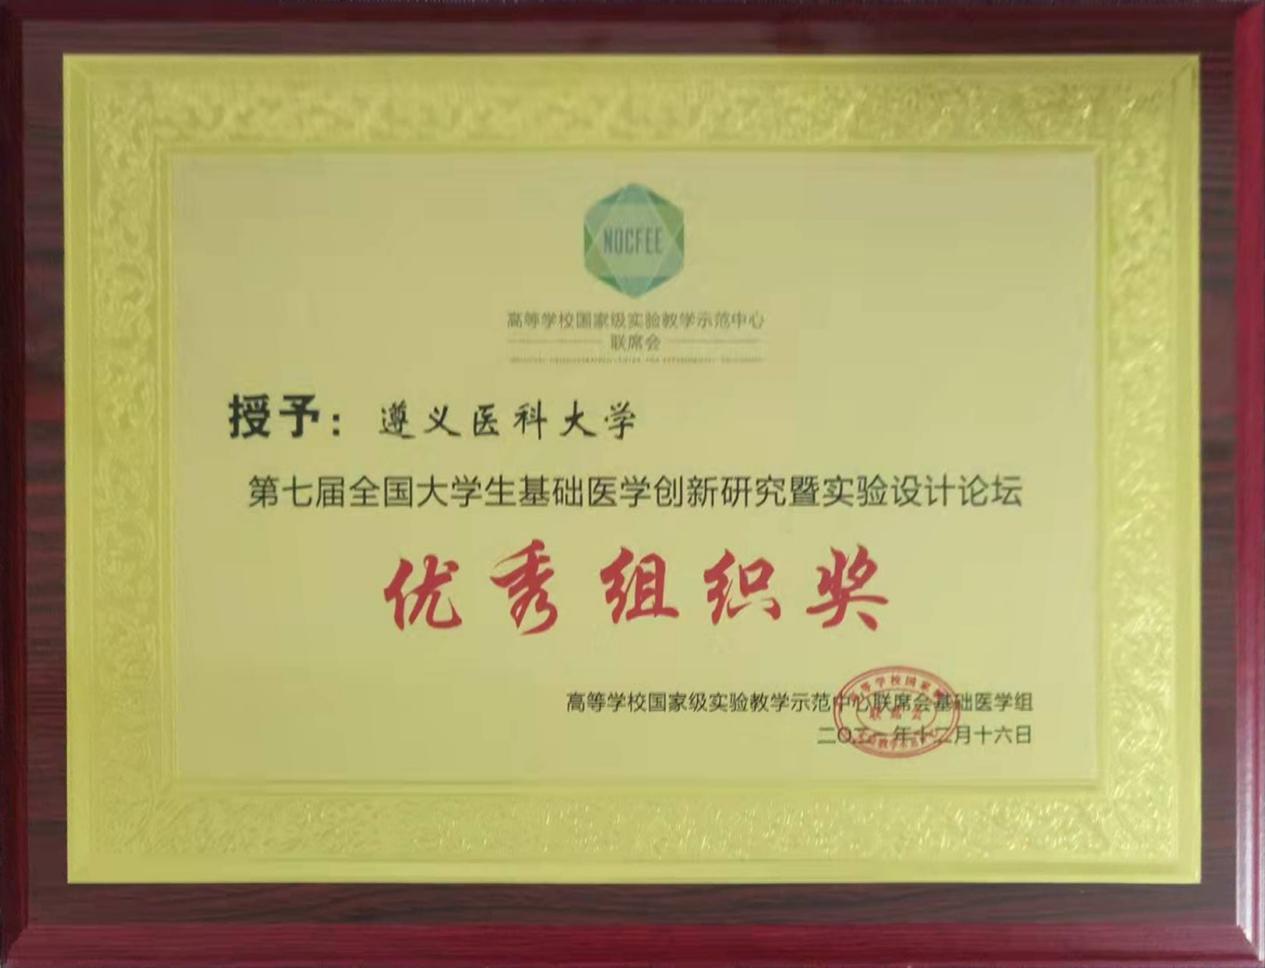 NOCFEE
高等学校国家级实验教学示范中心
联席会
授予：遵义医科大学
第七届全国大学生基础医学创新研究暨实验设计论坛
优秀组织奖
高等学校国家级实验教学示范中心联席会基础医学组
二〇二一年十二月十六日